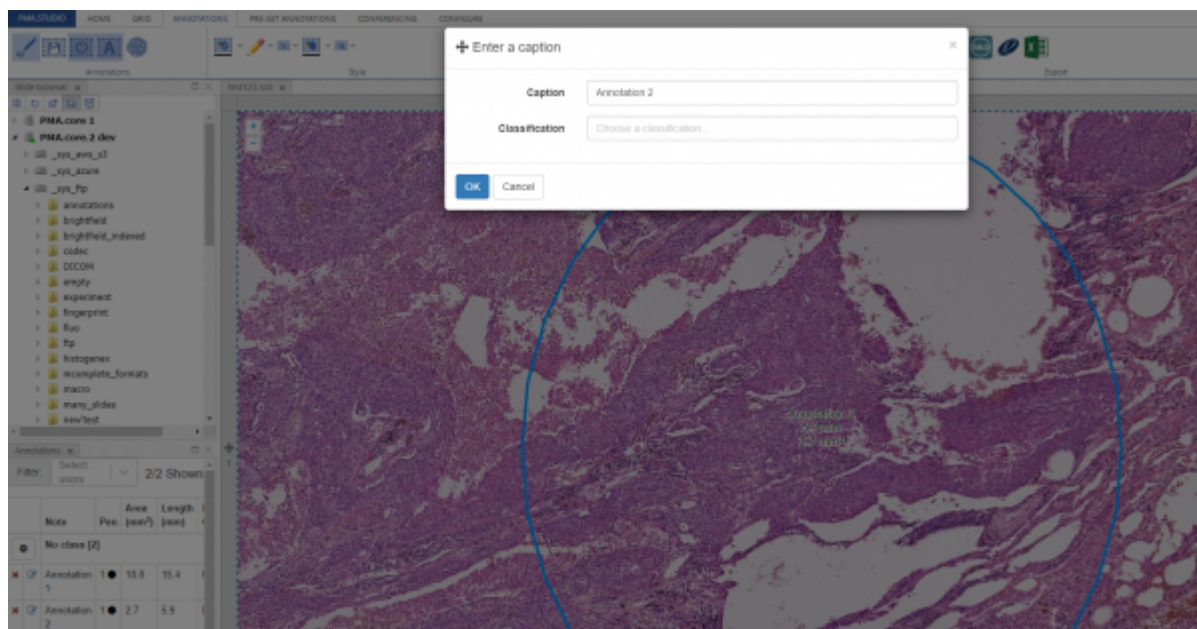 PMA.STUDIO HOME GRID ANNOTATIONS PRE-SET ANNOTATIONS CONFERENCING CONFIGURE
Annotations Style Export
Enter a caption ×
Caption Annotation 2
Classification Choose a classification...
OK Cancel
Slide browser × test123.scn ×
PMA.core 1
PMA.core.2 dev
_sys_aws_s3
_sys_azure
_sys_ftp
annotations
brightfield
brightfield_indexed
codec
DICOM
empty
experiment
fingerprint
fluo
ftp
histogenex
incomplete_formats
macro
many_slides
new'test
Annotations ×
Filter: Select users 2/2 Shown
Note Pen Area (mm²) Length (mm)
No class [2]
Annotation 1 1 18.8 15.4
Annotation 2 1 2.7 5.9